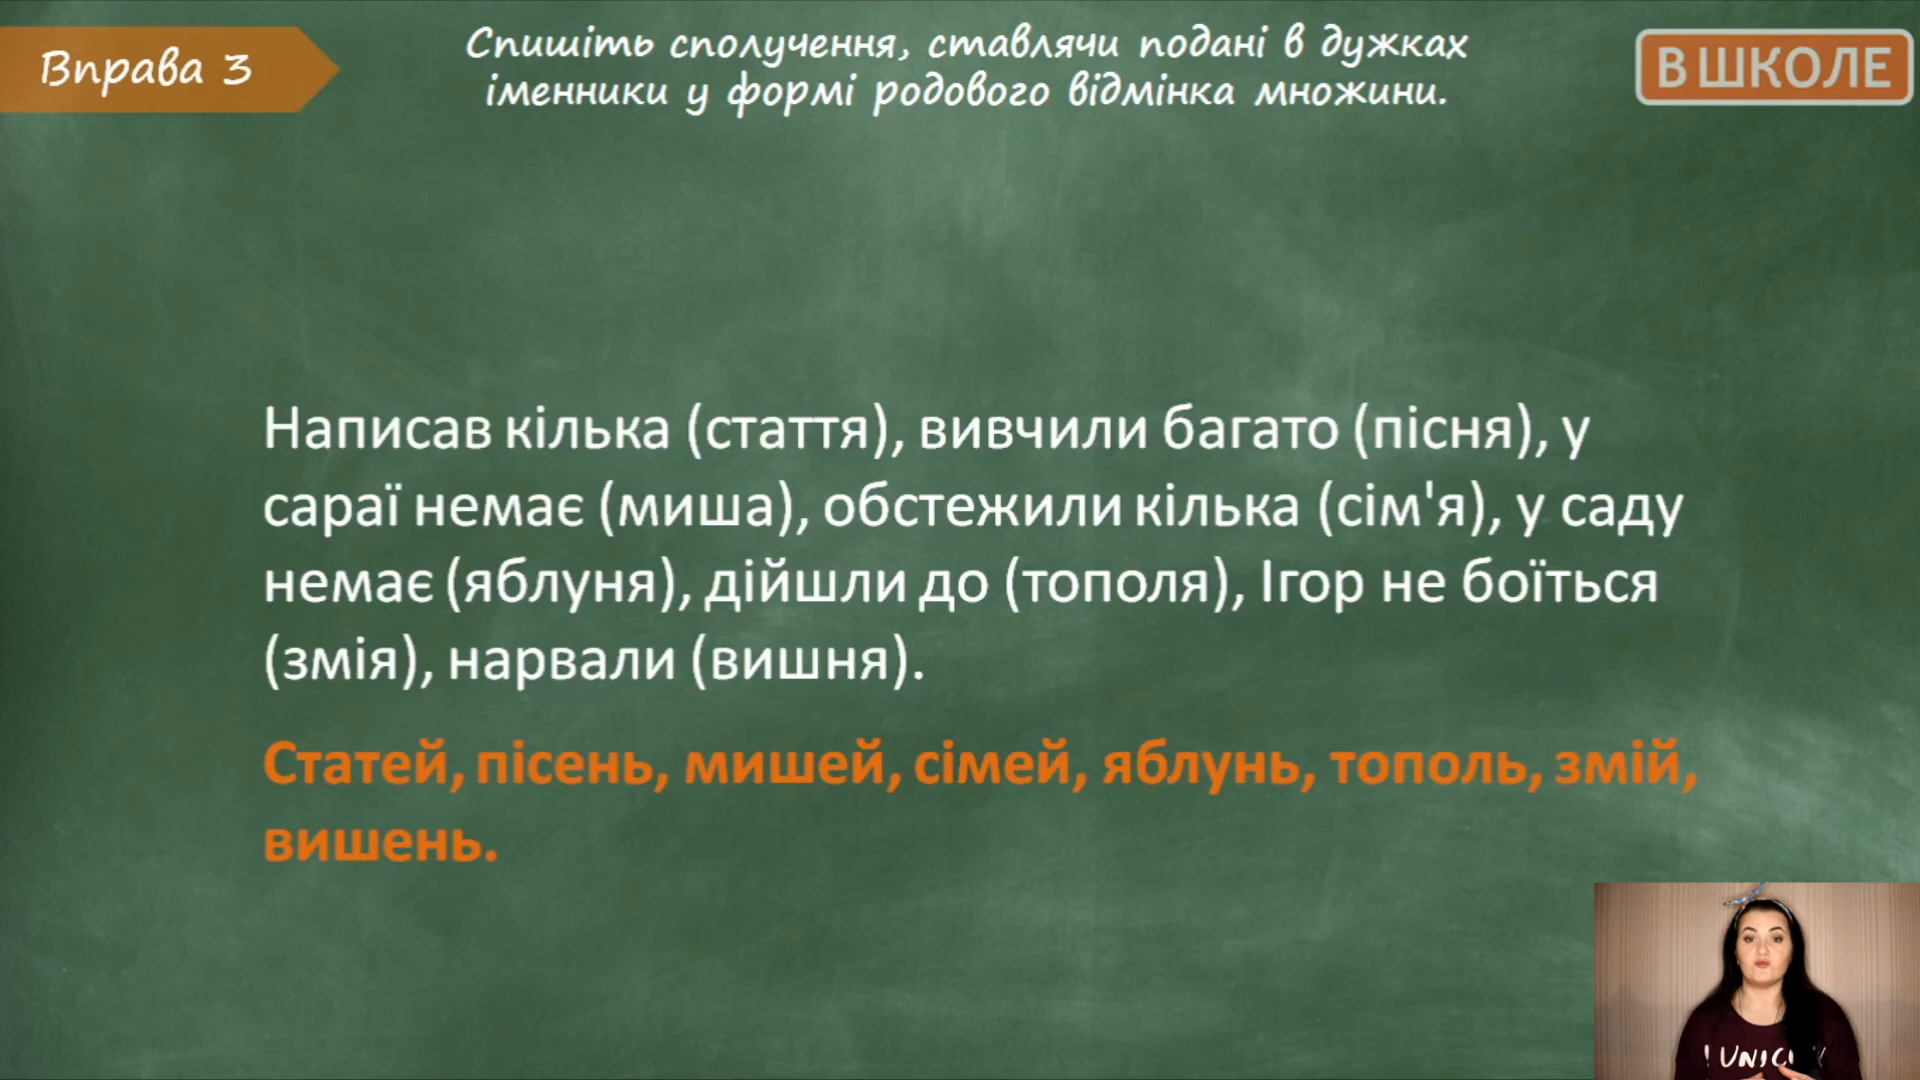 Вправа 3
Спишіть сполучення, ставлячи подані в дужках
іменники у формі родового відмінка множини.
В ШКОЛЕ
Написав кілька (стаття), вивчили багато (пісня), у
сараї немає (миша), обстежили кілька (сім'я), у саду
немає (яблуня), дійшли до (тополя), Ігор не боїться
(змія), нарвали (вишня).
Статей, пісень, мишей, сімей, яблунь, тополь, змій,
вишень.